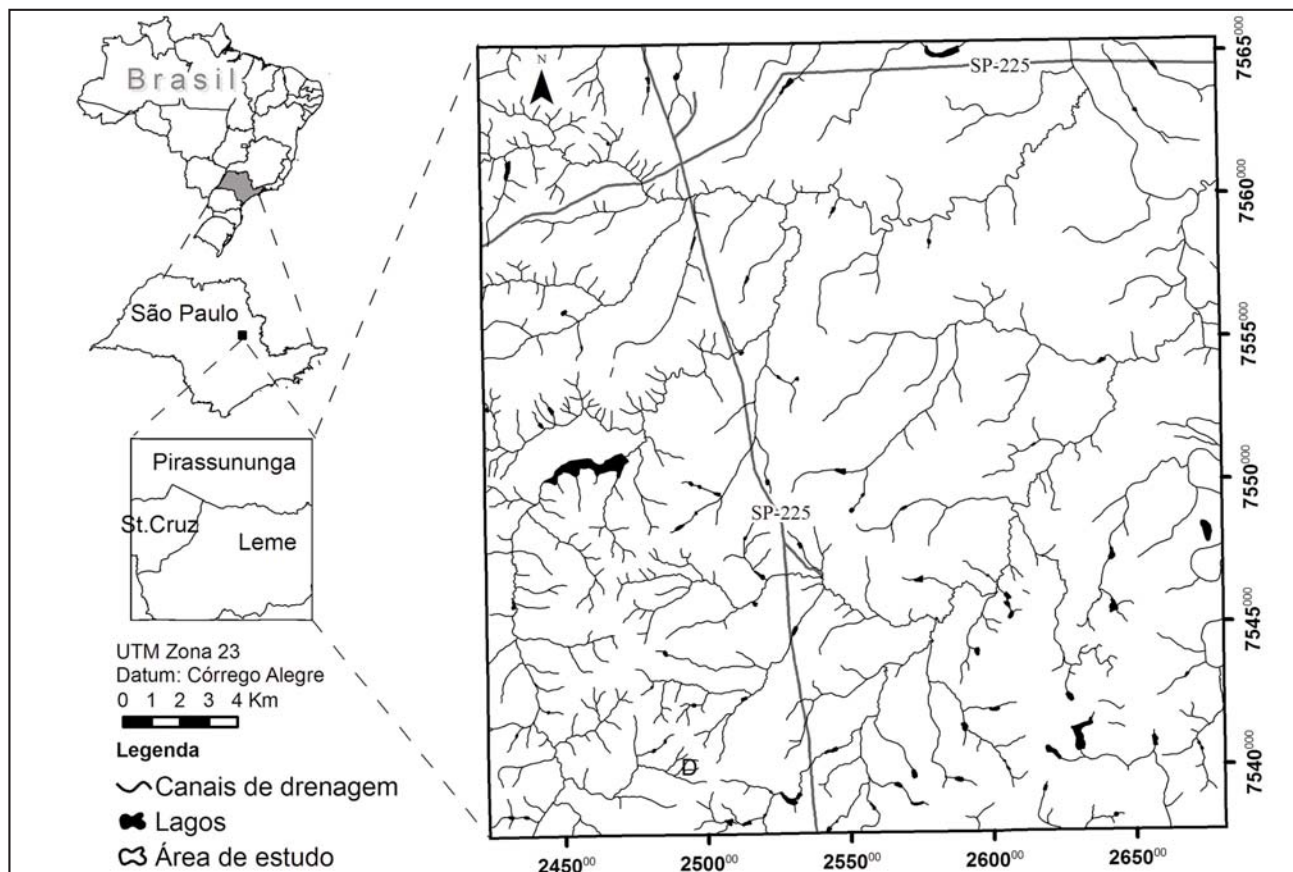 Brasil
São Paulo
Pirassununga
St.Cruz
Leme
UTM Zona 23
Datum: Córrego Alegre
0 1 2 3 4 Km
Legenda
Canais de drenagem
Lagos
Área de estudo
N
SP-225
SP-225
D
7565000
7560000
7555000
7550000
7545000
7540000
245000
250000
255000
260000
265000